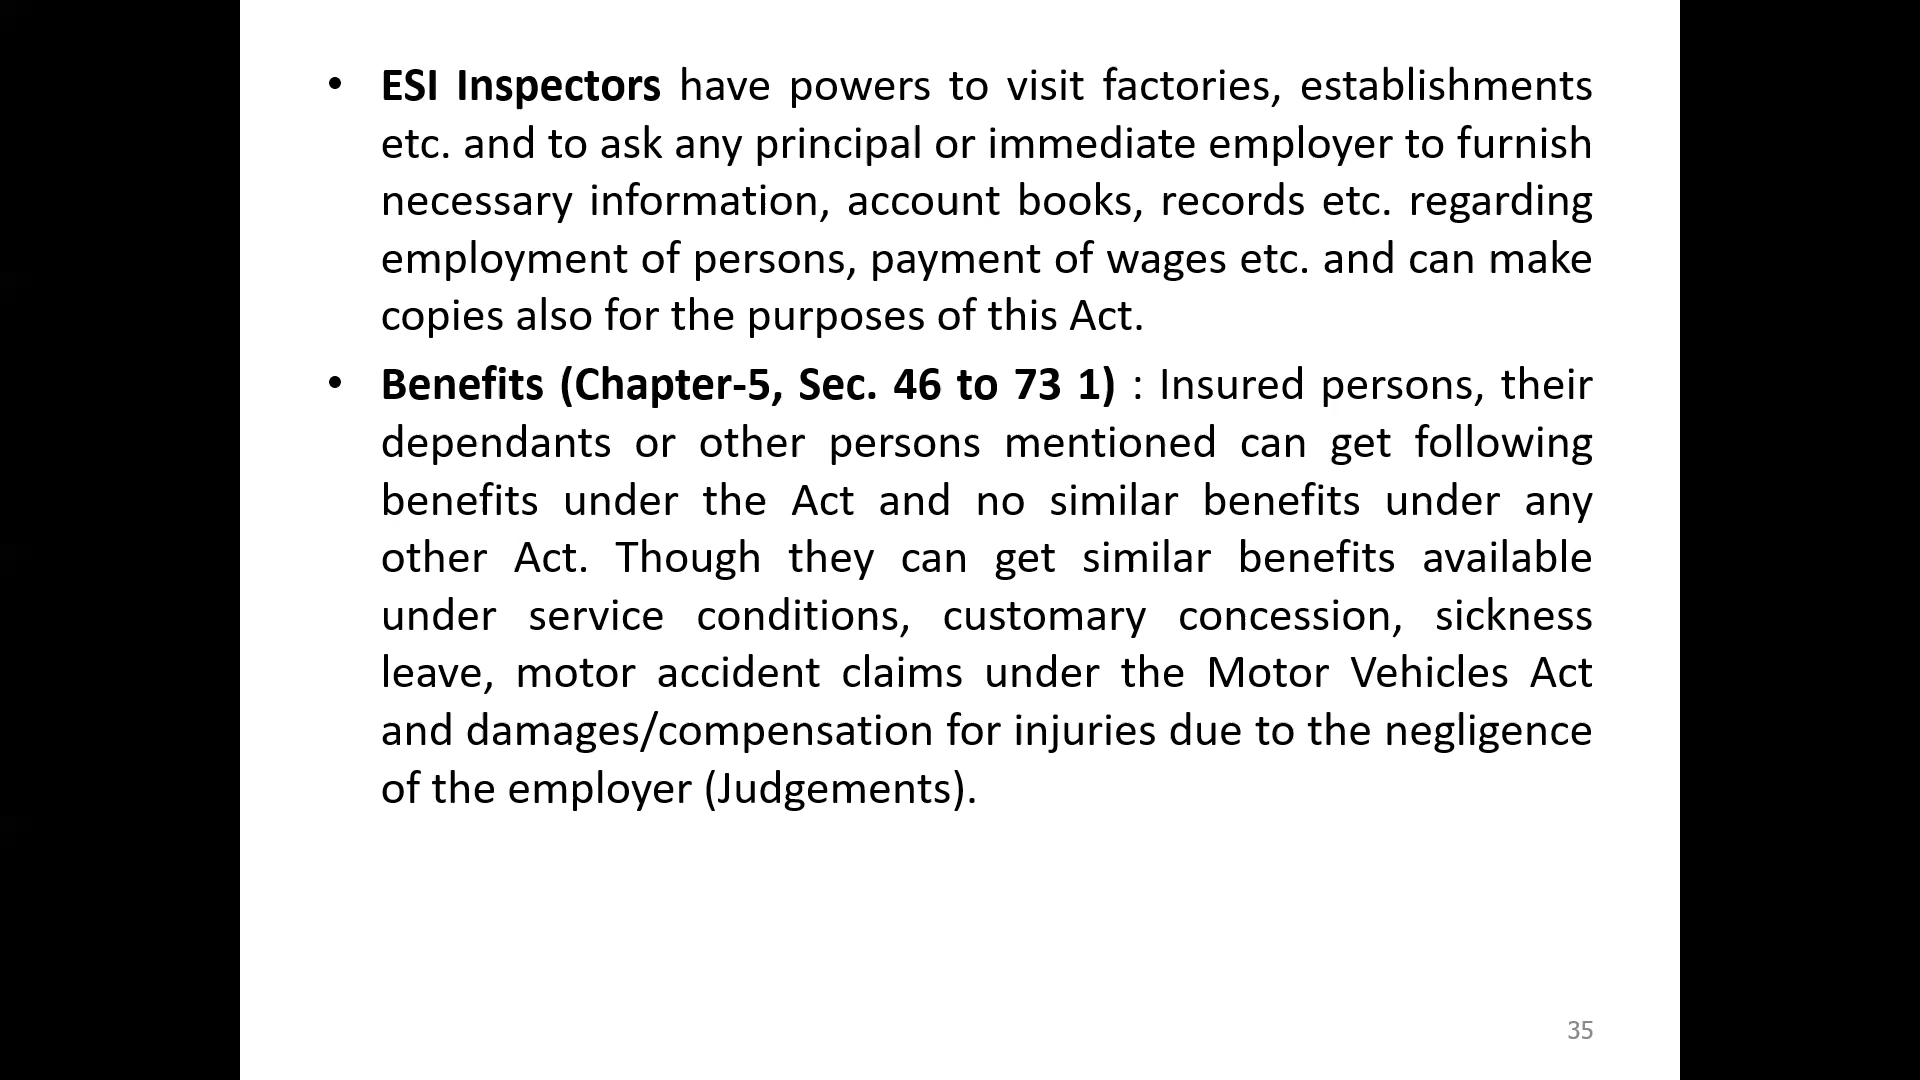 • ESI Inspectors have powers to visit factories, establishments
etc. and to ask any principal or immediate employer to furnish
necessary information, account books, records etc. regarding
employment of persons, payment of wages etc. and can make
copies also for the purposes of this Act.
• Benefits (Chapter-5, Sec. 46 to 73 1) : Insured persons, their
dependants or other persons mentioned can get following
benefits under the Act and no similar benefits under any
other Act. Though they can get similar benefits available
under service conditions, customary concession, sickness
leave, motor accident claims under the Motor Vehicles Act
and damages/compensation for injuries due to the negligence
of the employer (Judgements).
35